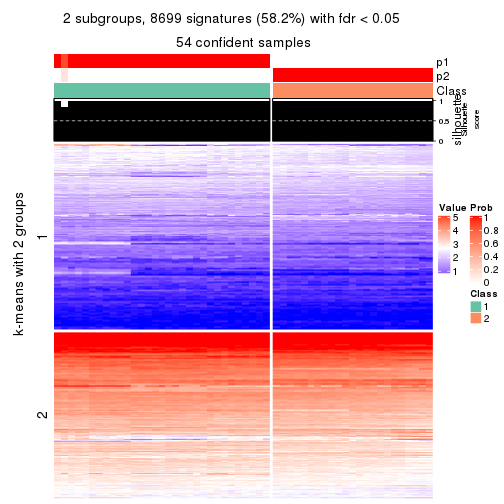 2 subgroups, 8699 signatures (58.2%) with fdr < 0.05
54 confident samples
p1
p2
Class
1
0.5
0
silhouette
Silhouette
score
k-means with 2 groups
1
2
Value
5
4
3
2
1
Prob
1
0.8
0.6
0.4
0.2
0
Class
1
2